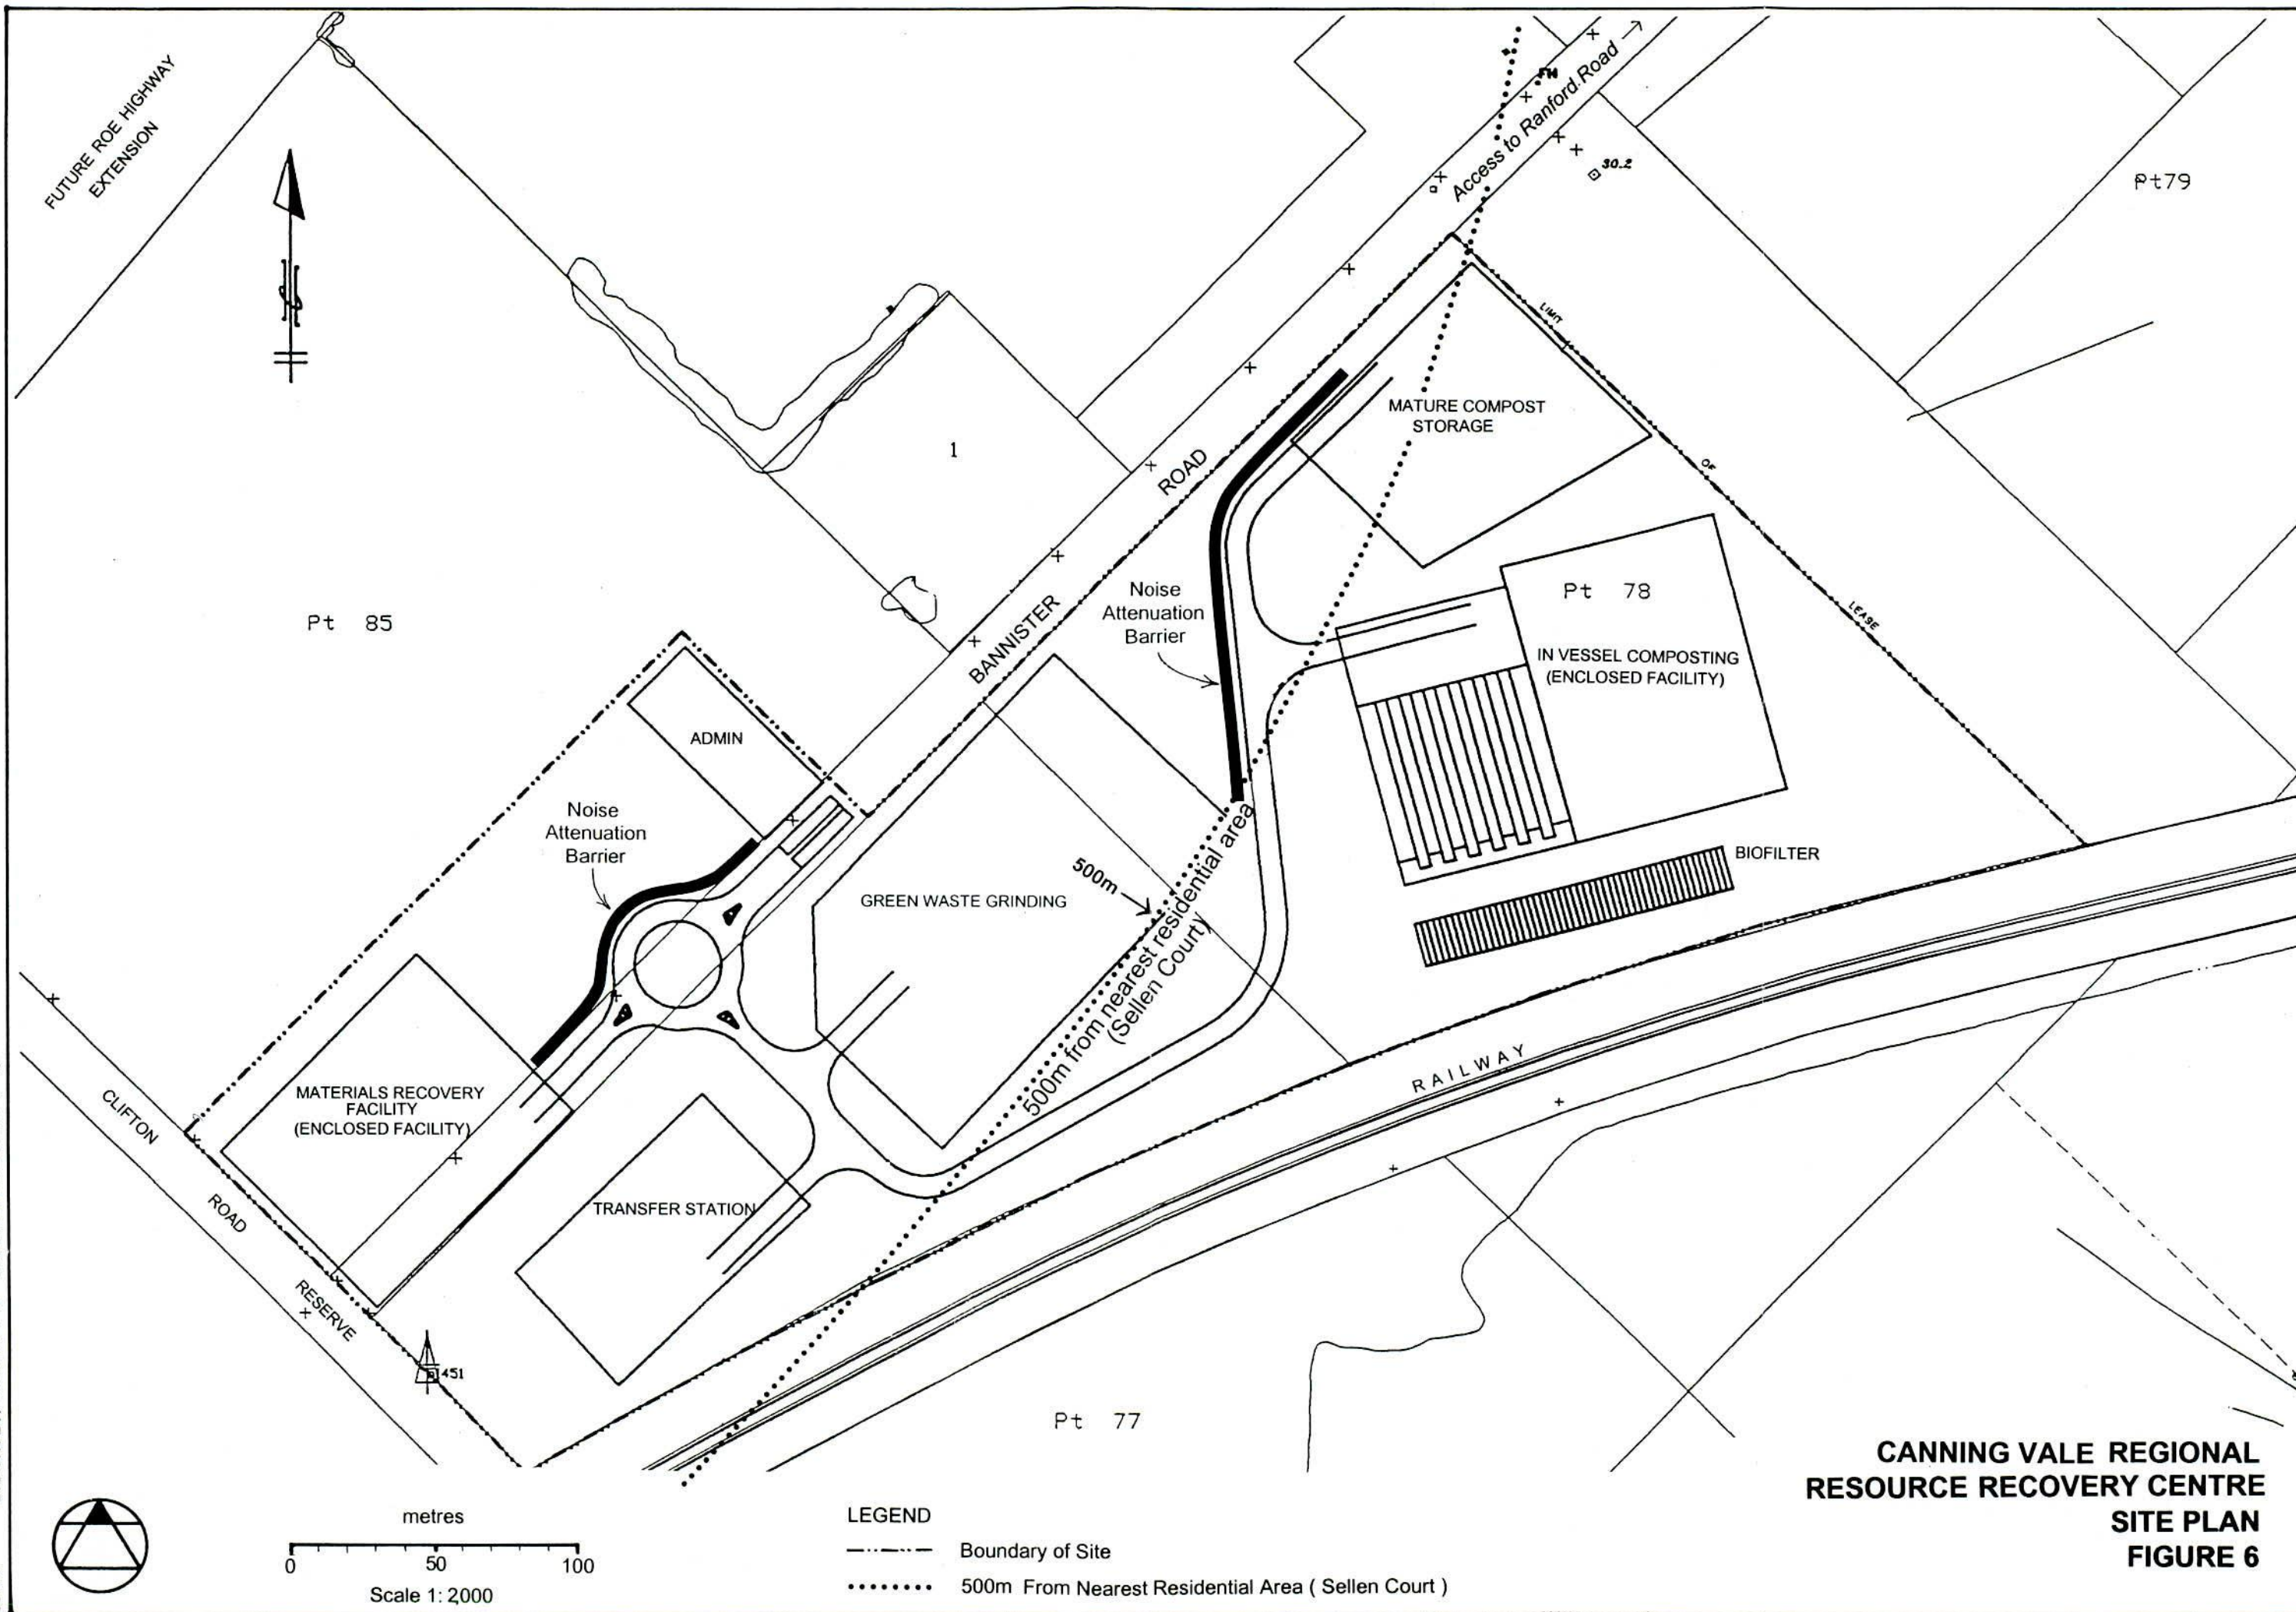 FUTURE ROE HIGHWAY
EXTENSION
FH
Access to Ranford Road →
30.2
Pt79
LIMIT
OF
LEASE
MATURE COMPOST
STORAGE
1
ROAD
BANNISTER
Noise
Attenuation
Barrier
Pt 78
IN VESSEL COMPOSTING
(ENCLOSED FACILITY)
Pt 85
ADMIN
Noise
Attenuation
Barrier
BIOFILTER
500m
GREEN WASTE GRINDING
500m from nearest residential area
(Sellen Court)
RAILWAY
MATERIALS RECOVERY
FACILITY
(ENCLOSED FACILITY)
CLIFTON
ROAD
RESERVE
TRANSFER STATION
451
Pt 77
CANNING VALE REGIONAL
RESOURCE RECOVERY CENTRE
SITE PLAN
FIGURE 6
metres
0 50 100
Scale 1: 2,000
LEGEND
Boundary of Site
500m From Nearest Residential Area ( Sellen Court )